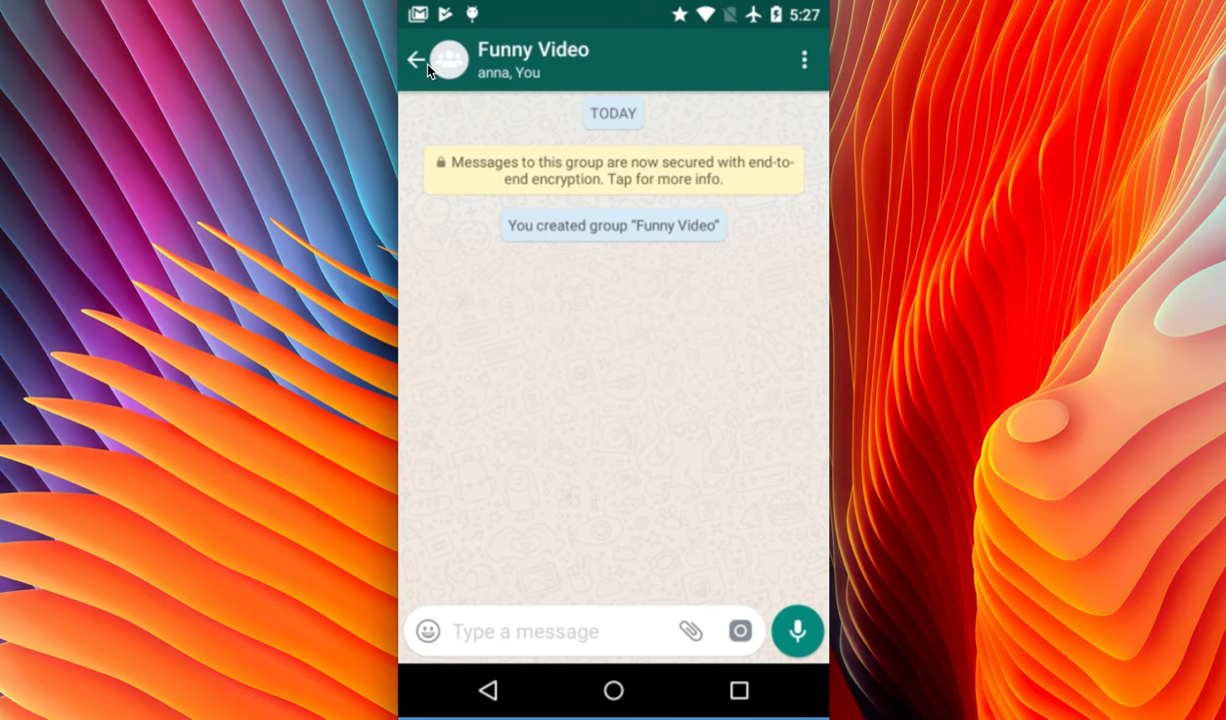 5:27
Funny Video
anna, You
TODAY
Messages to this group are now secured with end-to-
end encryption. Tap for more info.
You created group “Funny Video”
Type a message